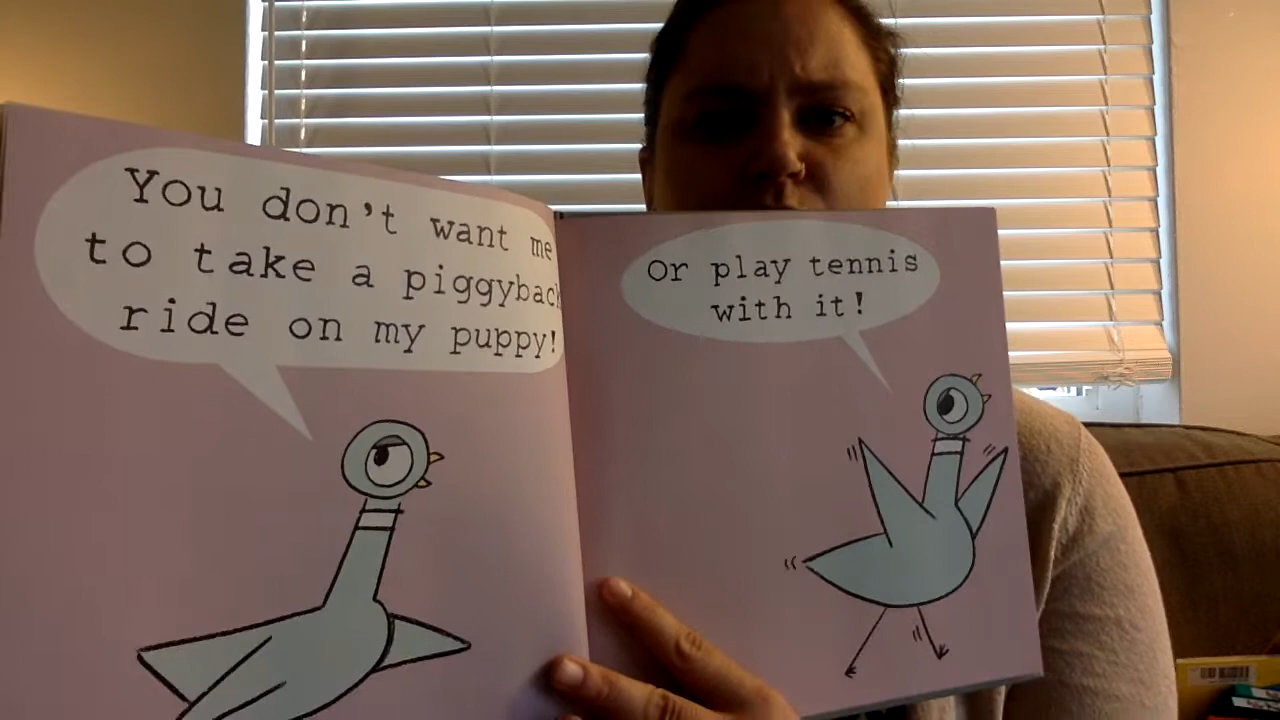 You don't want me
to take a piggyback
ride on my puppy!
Or play tennis
with it!